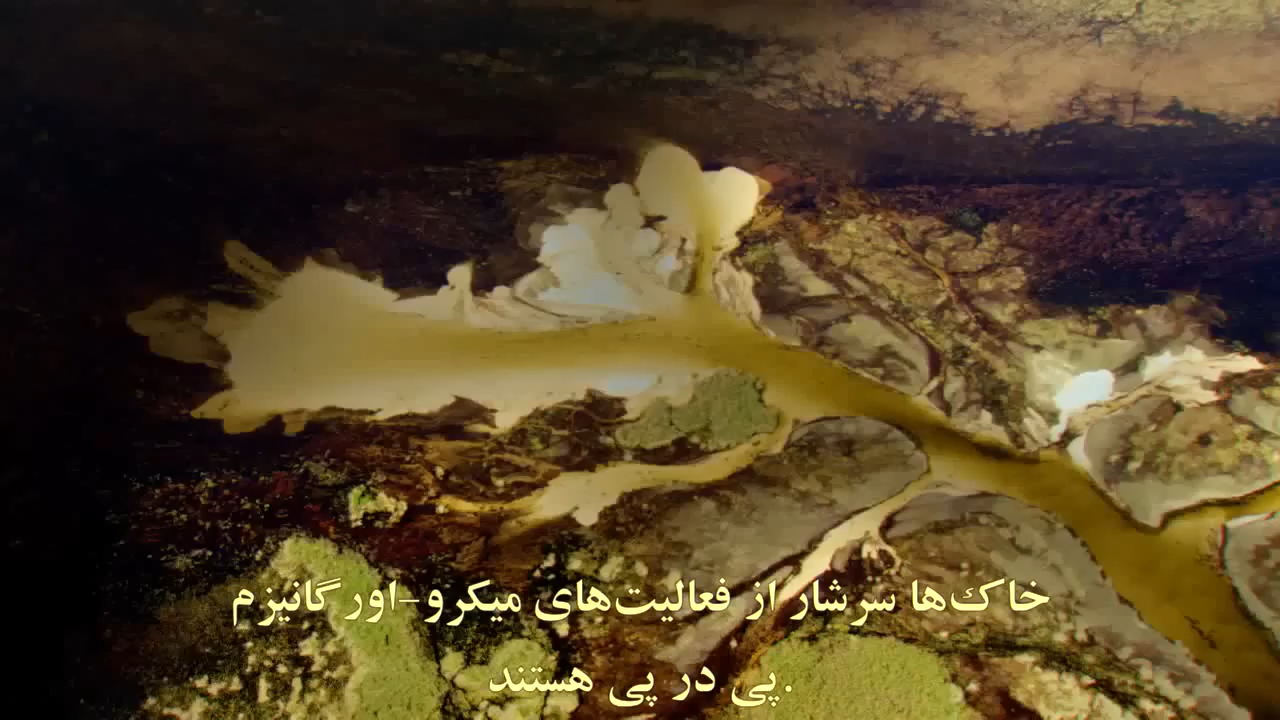 خاک‌ها سرشار از فعالیت‌های میکرو-اورگانیزم
پی در پی هستند.